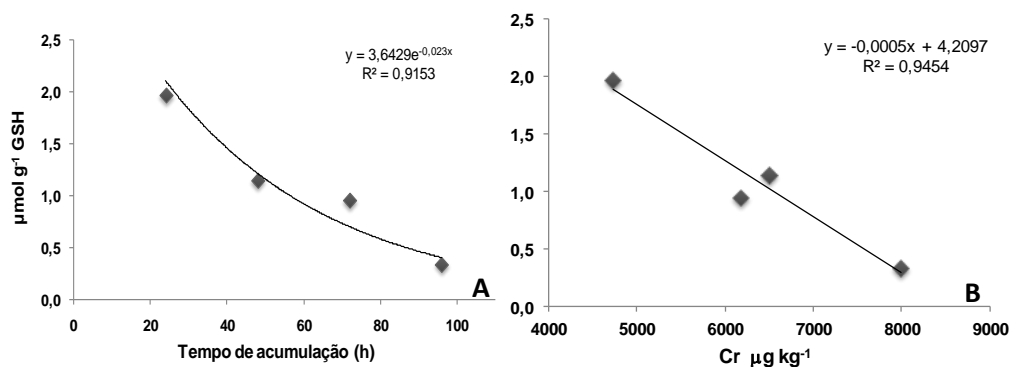 y = 3,6429e-0,023x
R² = 0,9153
2,5
2,0
1,5
1,0
0,5
0,0
µmol g-1 GSH
0 20 40 60 80 100
Tempo de acumulação (h)
A
y = -0,0005x + 4,2097
R² = 0,9454
2,5
2,0
1,5
1,0
0,5
0,0
4000 5000 6000 7000 8000 9000
Cr µg kg-1
B